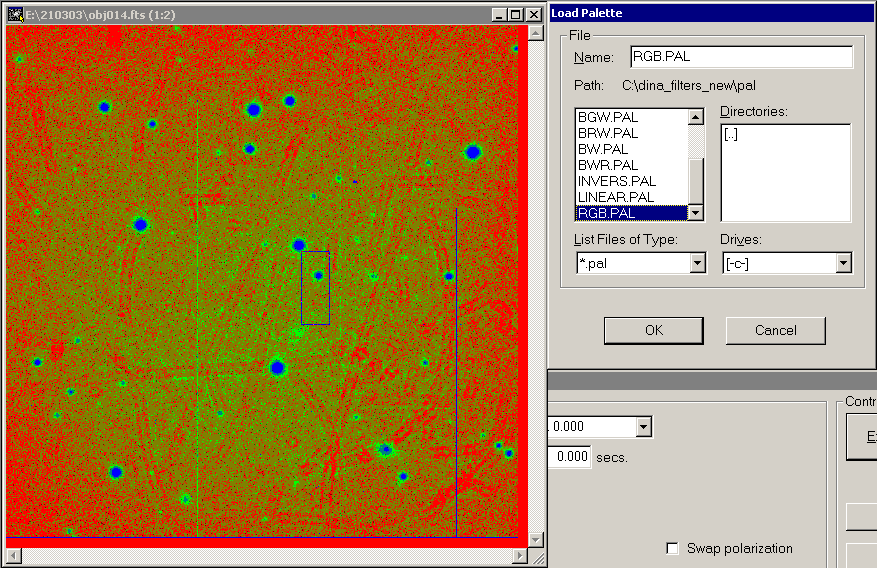 E:\210303\obj014.fts (1:2)
Load Palette
File
Name:
RGB.PAL
Path:
C:\dina_filters_new\pal
Directories:
BGW.PAL
BRW.PAL
BW.PAL
BWR.PAL
INVERS.PAL
LINEAR.PAL
RGB.PAL
[..]
List Files of Type:
Drives:
*.pal
[-c-]
OK
Cancel
Contr
0.000
E
0.000
secs.
Swap polarization